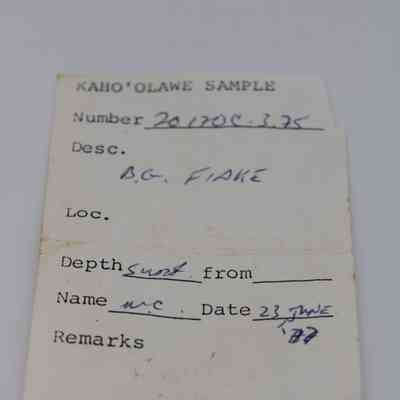 KAHO'OLAWE SAMPLE
Number 20170C-3.75
Desc.
B.G. FLAKE
Loc.
Depth Surf. from
Name W.C. Date 23 JUNE
Remarks '77